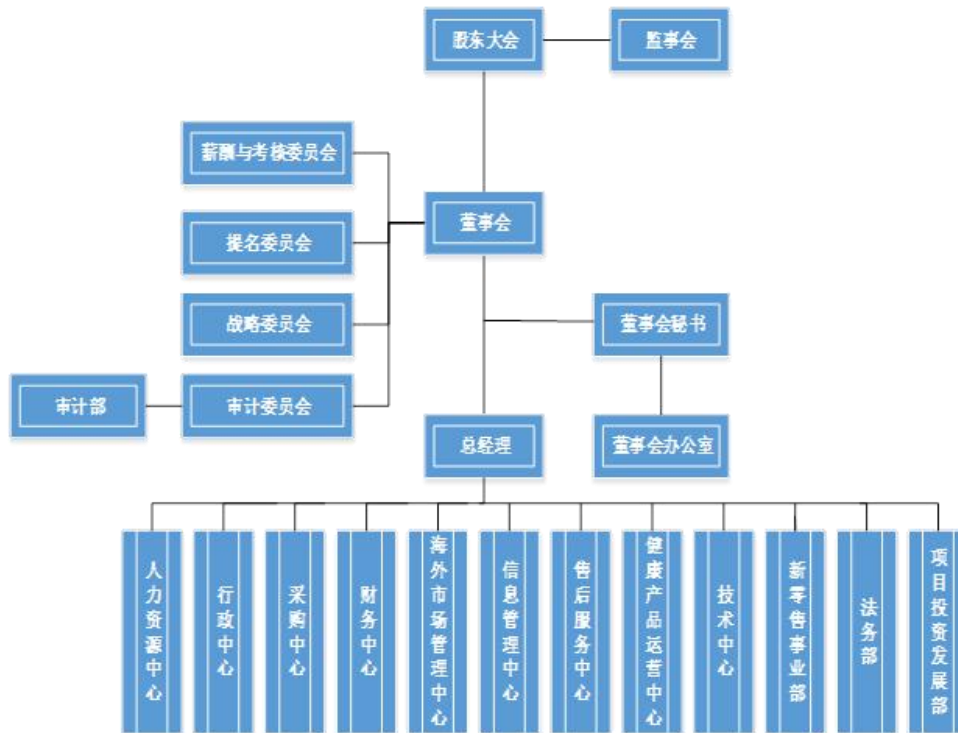 股东大会
监事会
薪酬与考核委员会
董事会
提名委员会
战略委员会
董事会秘书
审计部
审计委员会
总经理
董事会办公室
人力资源中心
行政中心
采购中心
财务中心
海外市场管理中心
信息管理中心
售后服务中心
健康产品运营中心
技术中心
新零售事业部
法务部
项目投资发展部